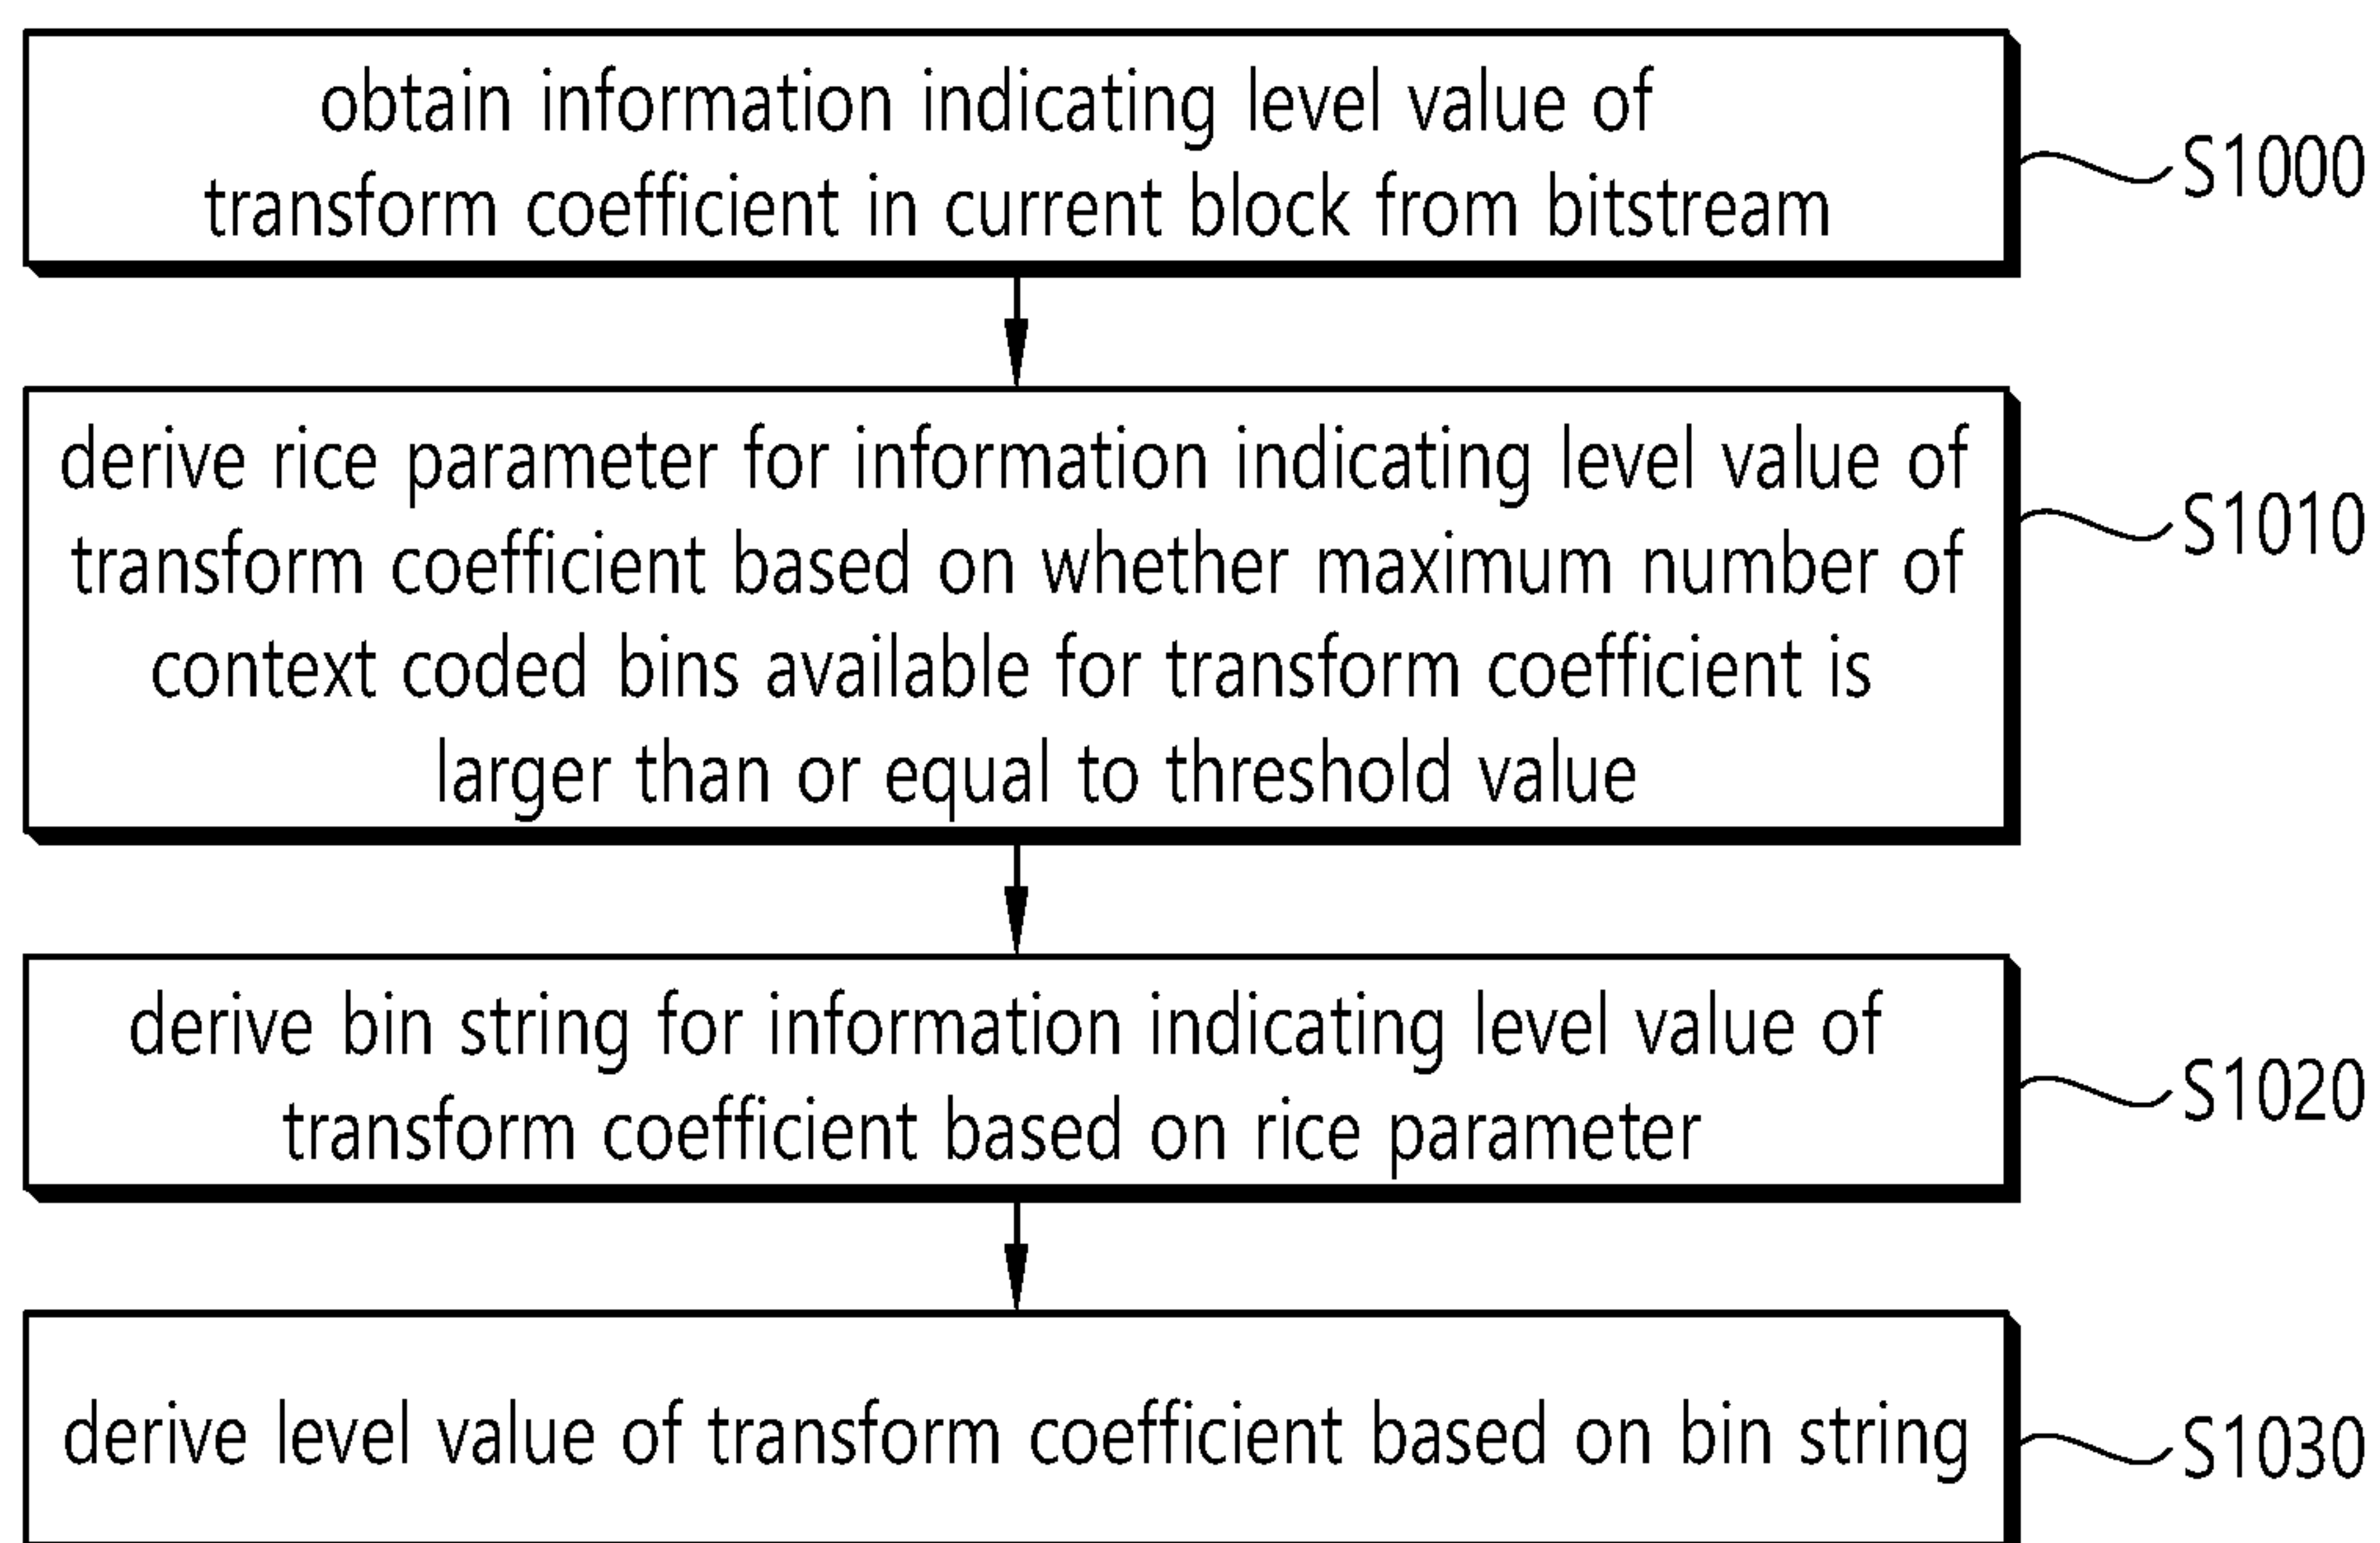 obtain information indicating level value of
transform coefficient in current block from bitstream
S1000
derive rice parameter for information indicating level value of
transform coefficient based on whether maximum number of
context coded bins available for transform coefficient is
larger than or equal to threshold value
S1010
derive bin string for information indicating level value of
transform coefficient based on rice parameter
S1020
derive level value of transform coefficient based on bin string
S1030